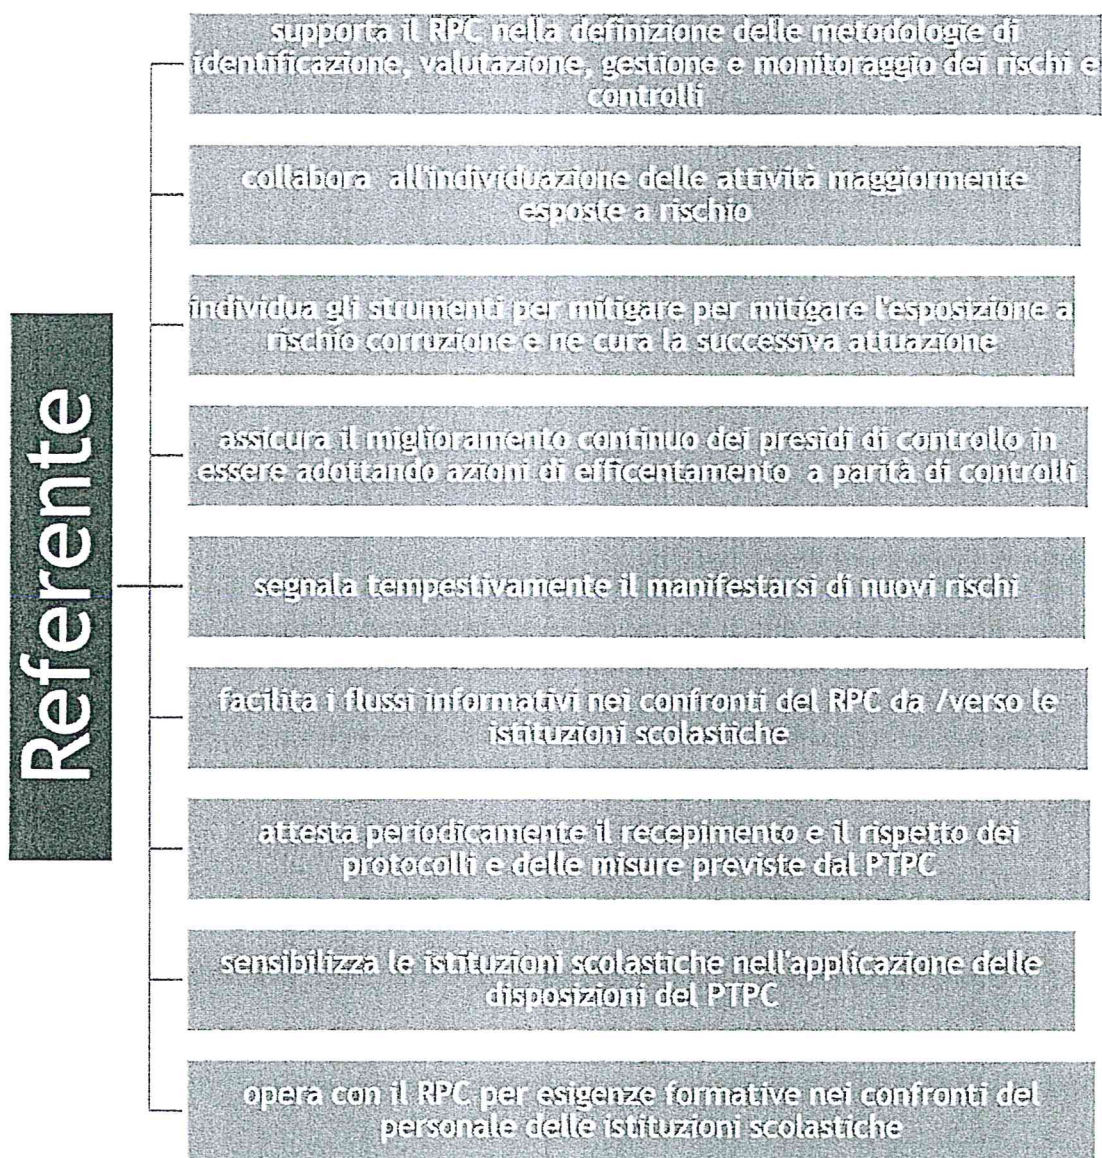 Referente
supporta il RPC nella definizione delle metodologie di
identificazione, valutazione, gestione e monitoraggio dei rischi e
controlli
collabora all'individuazione delle attività maggiormente
esposte a rischio
individua gli strumenti per mitigare per mitigare l'esposizione a
rischio corruzione e ne cura la successiva attuazione
assicura il miglioramento continuo dei presidi di controllo in
essere adottando azioni di efficentamento a parità di controlli
segnala tempestivamente il manifestarsi di nuovi rischi
facilita i flussi informativi nei confronti del RPC da /verso le
istituzioni scolastiche
attesta periodicamente il recepimento e il rispetto dei
protocolli e delle misure previste dal PTPC
sensibilizza le istituzioni scolastiche nell'applicazione delle
disposizioni del PTPC
opera con il RPC per esigenze formative nei confronti del
personale delle istituzioni scolastiche